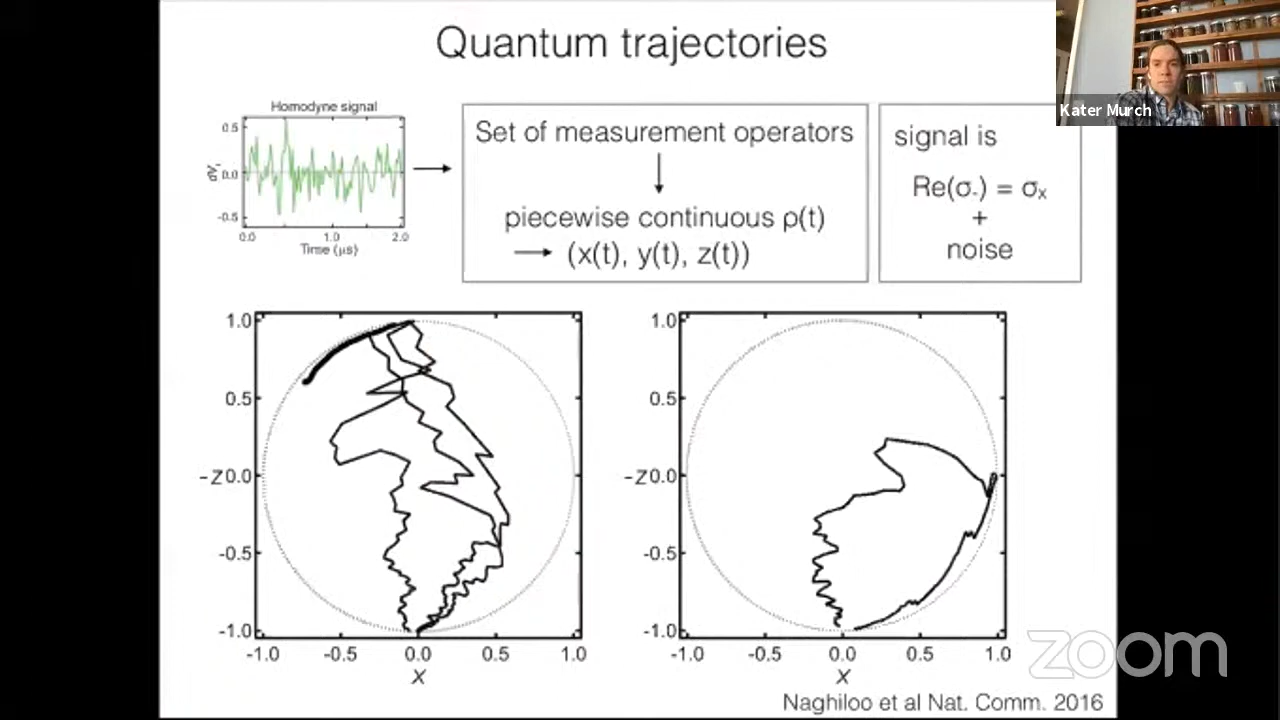 Quantum trajectories
Kater Murch
Homodyne signal
0.5
0.0
-0.5
dVᵢ
0.0 1.0 2.0
Time (μs)
Set of measurement operators
piecewise continuous ρ(t)
(x(t), y(t), z(t))
signal is
Re(σ-) = σx
+
noise
1.0
0.5
-Z 0.0
-0.5
-1.0
-1.0 -0.5 0.0 0.5 1.0
X
1.0
0.5
-Z 0.0
-0.5
-1.0
-1.0 -0.5 0.0 0.5 1.0
X
zoom
Naghiloo et al Nat. Comm. 2016